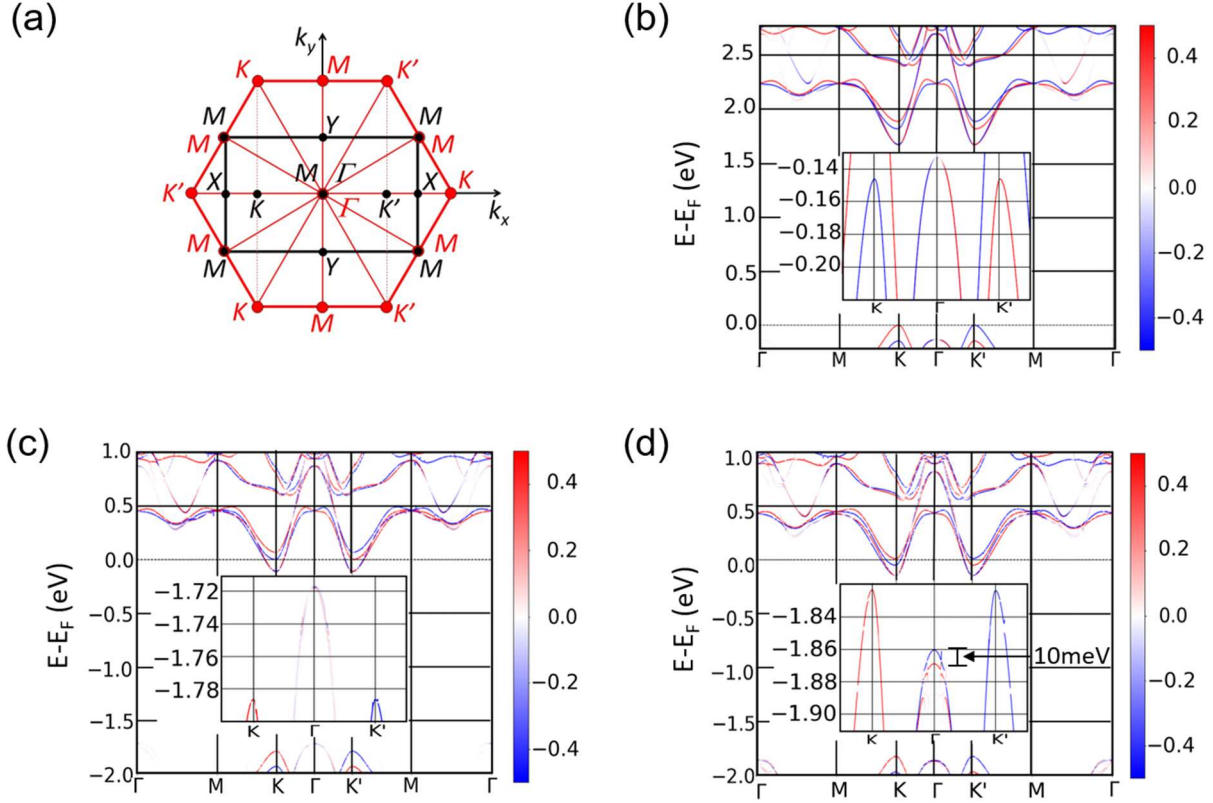 (a)
k_y
K M K'
M Y M
M M
M Γ
X X
K' K Γ K' K
k_x
M M
M Y M
K M K'
(b)
E-E_F (eV)
2.5
2.0
1.5
1.0
0.5
0.0
−0.14
−0.16
−0.18
−0.20
K Γ K'
Γ M K Γ K' M Γ
0.4
0.2
0.0
−0.2
−0.4
(c)
E-E_F (eV)
1.0
0.5
0.0
−0.5
−1.0
−1.5
−2.0
−1.72
−1.74
−1.76
−1.78
K Γ K'
Γ M K Γ K' M Γ
0.4
0.2
0.0
−0.2
−0.4
(d)
E-E_F (eV)
1.0
0.5
0.0
−0.5
−1.0
−1.5
−2.0
−1.84
−1.86
−1.88
−1.90
10meV
K Γ K'
Γ M K Γ K' M Γ
0.4
0.2
0.0
−0.2
−0.4